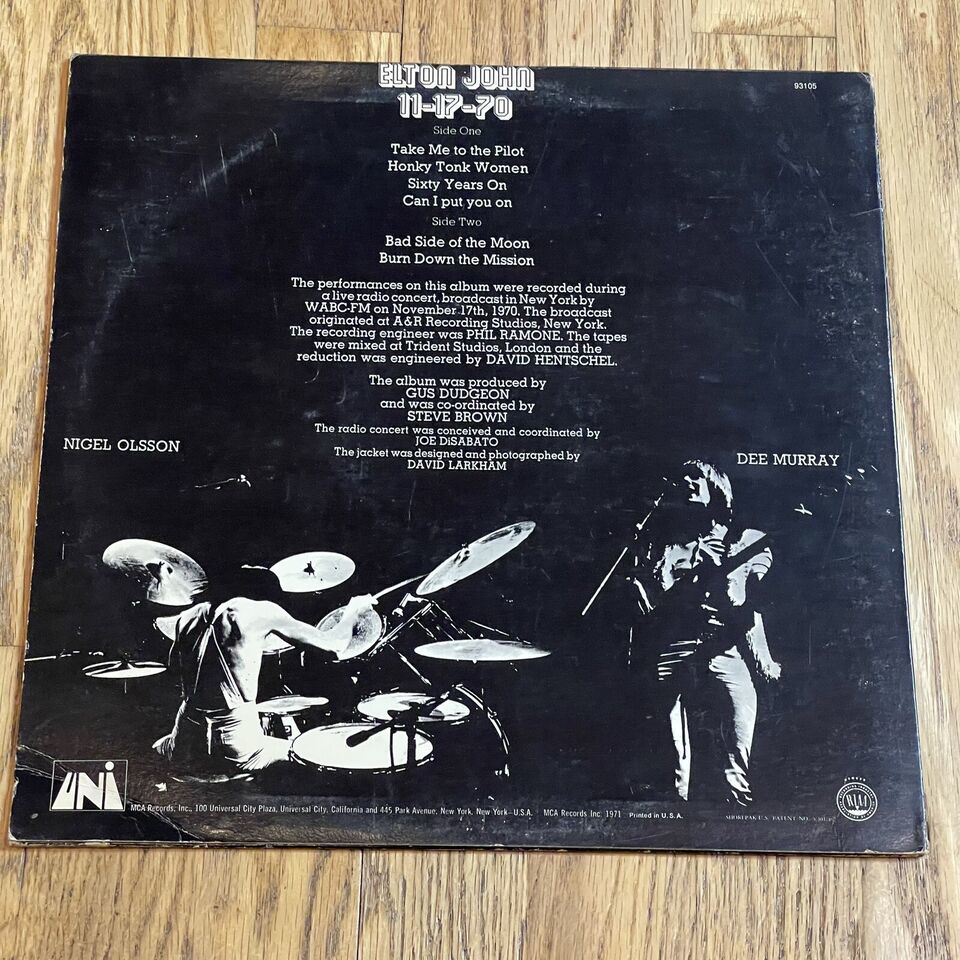 ELTON JOHN
11-17-70
93105
Side One
Take Me to the Pilot
Honky Tonk Women
Sixty Years On
Can I put you on
Side Two
Bad Side of the Moon
Burn Down the Mission
The performances on this album were recorded during
a live radio concert, broadcast in New York by
WABC-FM on November 17th, 1970. The broadcast
originated at A&R Recording Studios, New York.
The recording engineer was PHIL RAMONE. The tapes
were mixed at Trident Studios, London and the
reduction was engineered by DAVID HENTSCHEL.
The album was produced by
GUS DUDGEON
and was co-ordinated by
STEVE BROWN
The radio concert was conceived and coordinated by
JOE DiSABATO
The jacket was designed and photographed by
DAVID LARKHAM
NIGEL OLSSON
DEE MURRAY
UNI
MCA Records, Inc., 100 Universal City Plaza, Universal City, California and 445 Park Avenue, New York, New York—U.S.A. MCA Records Inc. 1971 Printed in U.S.A.
SHOREPAK U.S. PATENT NO.
RIAA